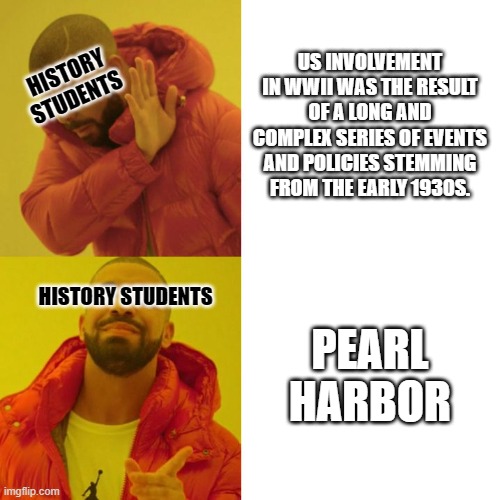 HISTORY
STUDENTS
US INVOLVEMENT
IN WWII WAS THE RESULT
OF A LONG AND
COMPLEX SERIES OF EVENTS
AND POLICIES STEMMING
FROM THE EARLY 1930S.
HISTORY STUDENTS
PEARL
HARBOR
imgflip.com